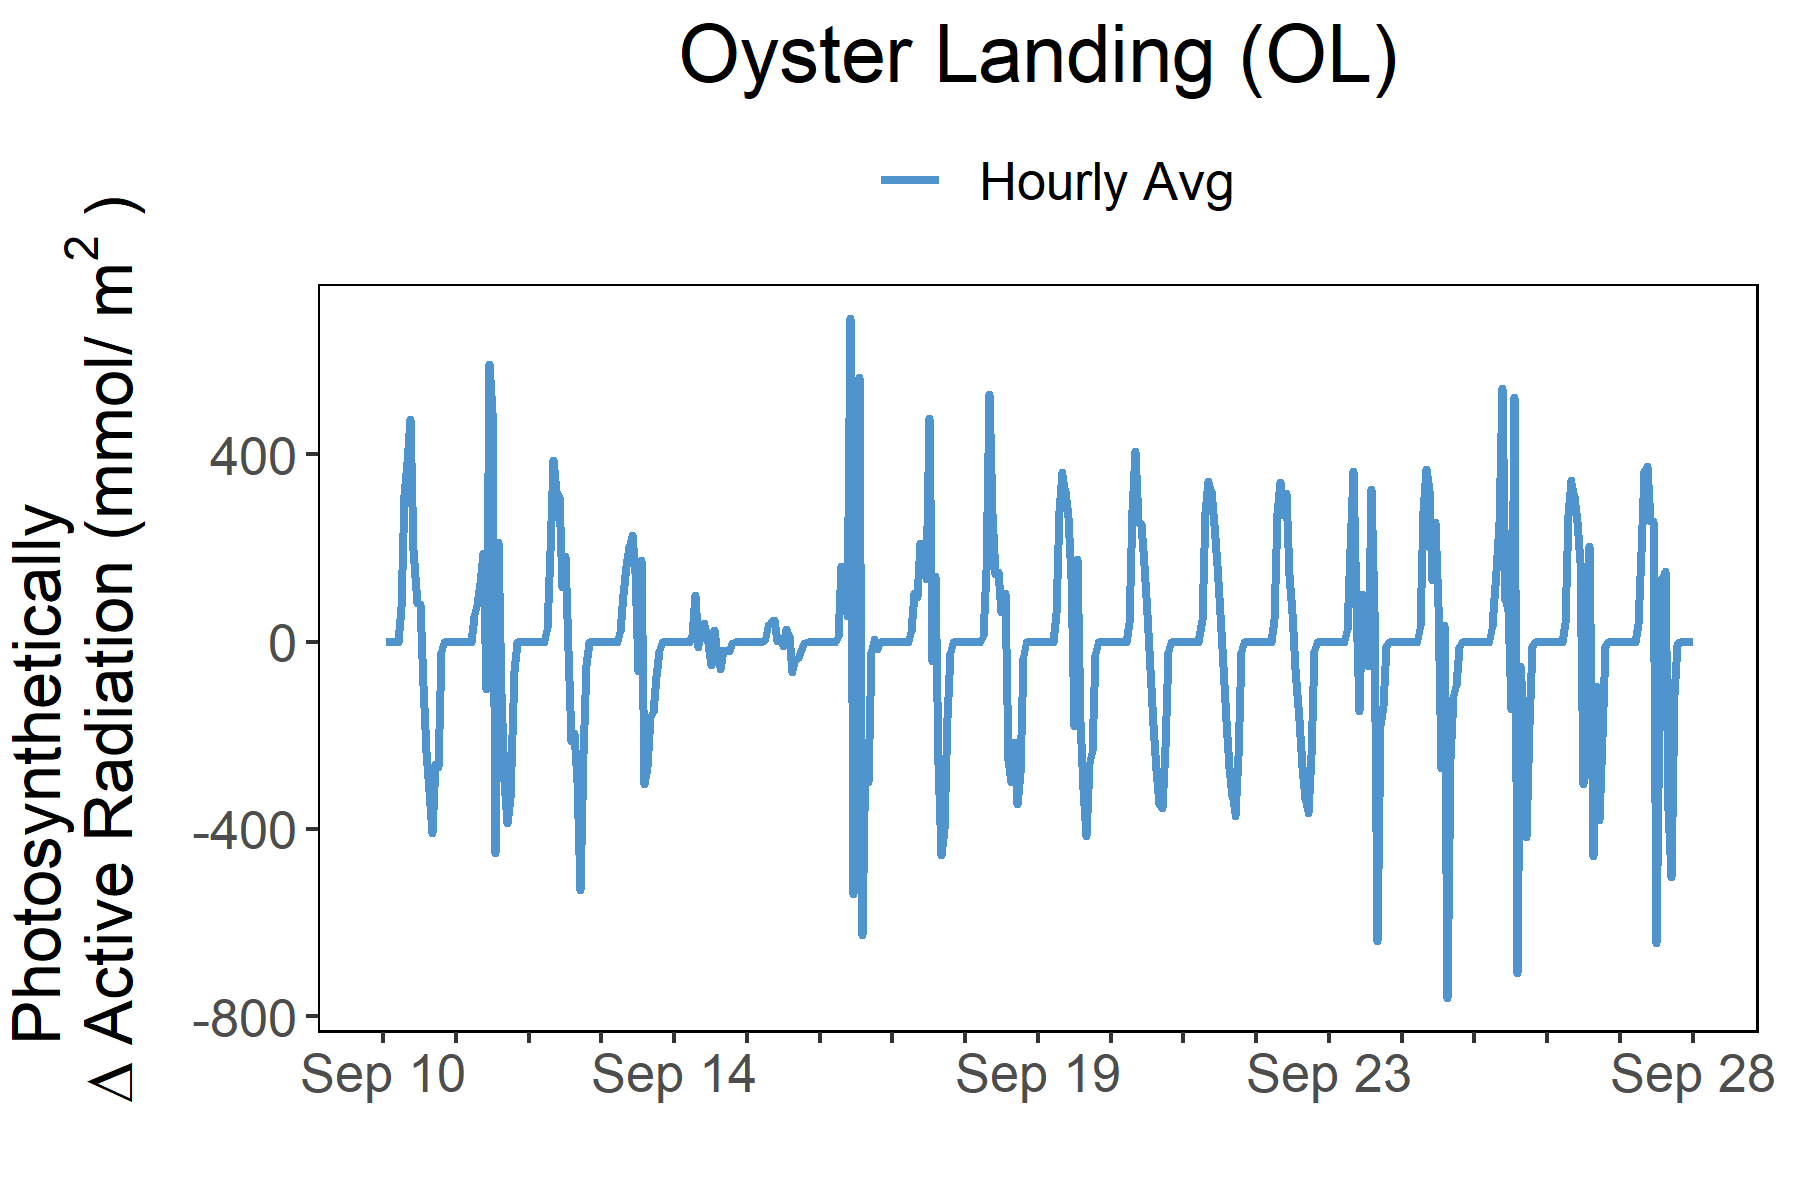 Oyster Landing (OL)
Hourly Avg
Photosynthetically
Δ Active Radiation (mmol/ m² )
400
0
-400
-800
Sep 10 Sep 14 Sep 19 Sep 23 Sep 28